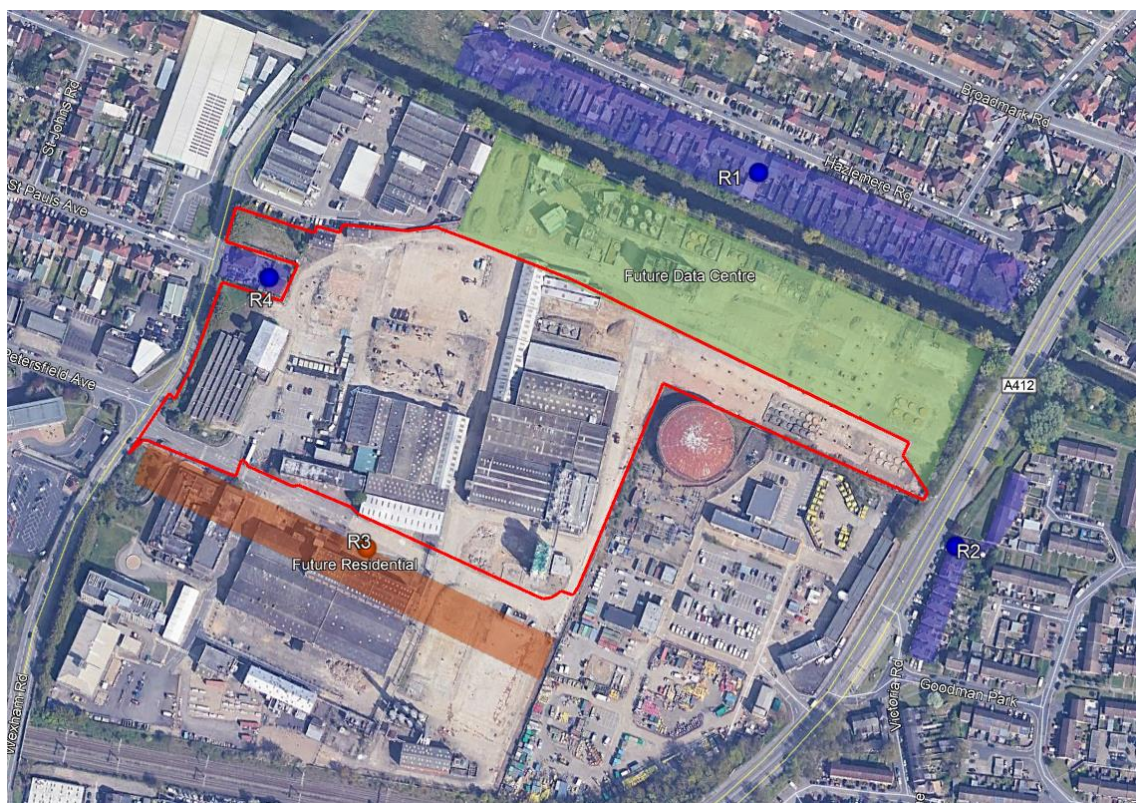 Broadmark Rd
St Johns Rd
R1
Hazlemere Rd
St Pauls Ave
R4
Future Data Centre
Petersfield Ave
A412
R3
Future Residential
R2
Wexham Rd
Victoria Rd
Goodman Park